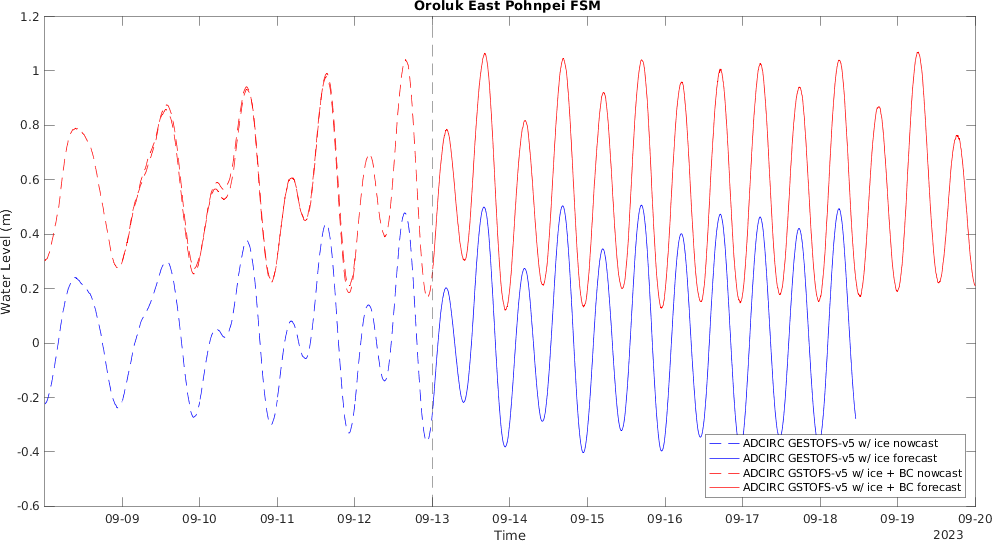 Oroluk East Pohnpei FSM
Water Level (m)
1.2
1
0.8
0.6
0.4
0.2
0
-0.2
-0.4
-0.6
ADCIRC GESTOFS-v5 w/ ice nowcast
ADCIRC GESTOFS-v5 w/ ice forecast
ADCIRC GSTOFS-v5 w/ ice + BC nowcast
ADCIRC GSTOFS-v5 w/ ice + BC forecast
09-09 09-10 09-11 09-12 09-13 09-14 09-15 09-16 09-17 09-18 09-19 09-20
Time
2023